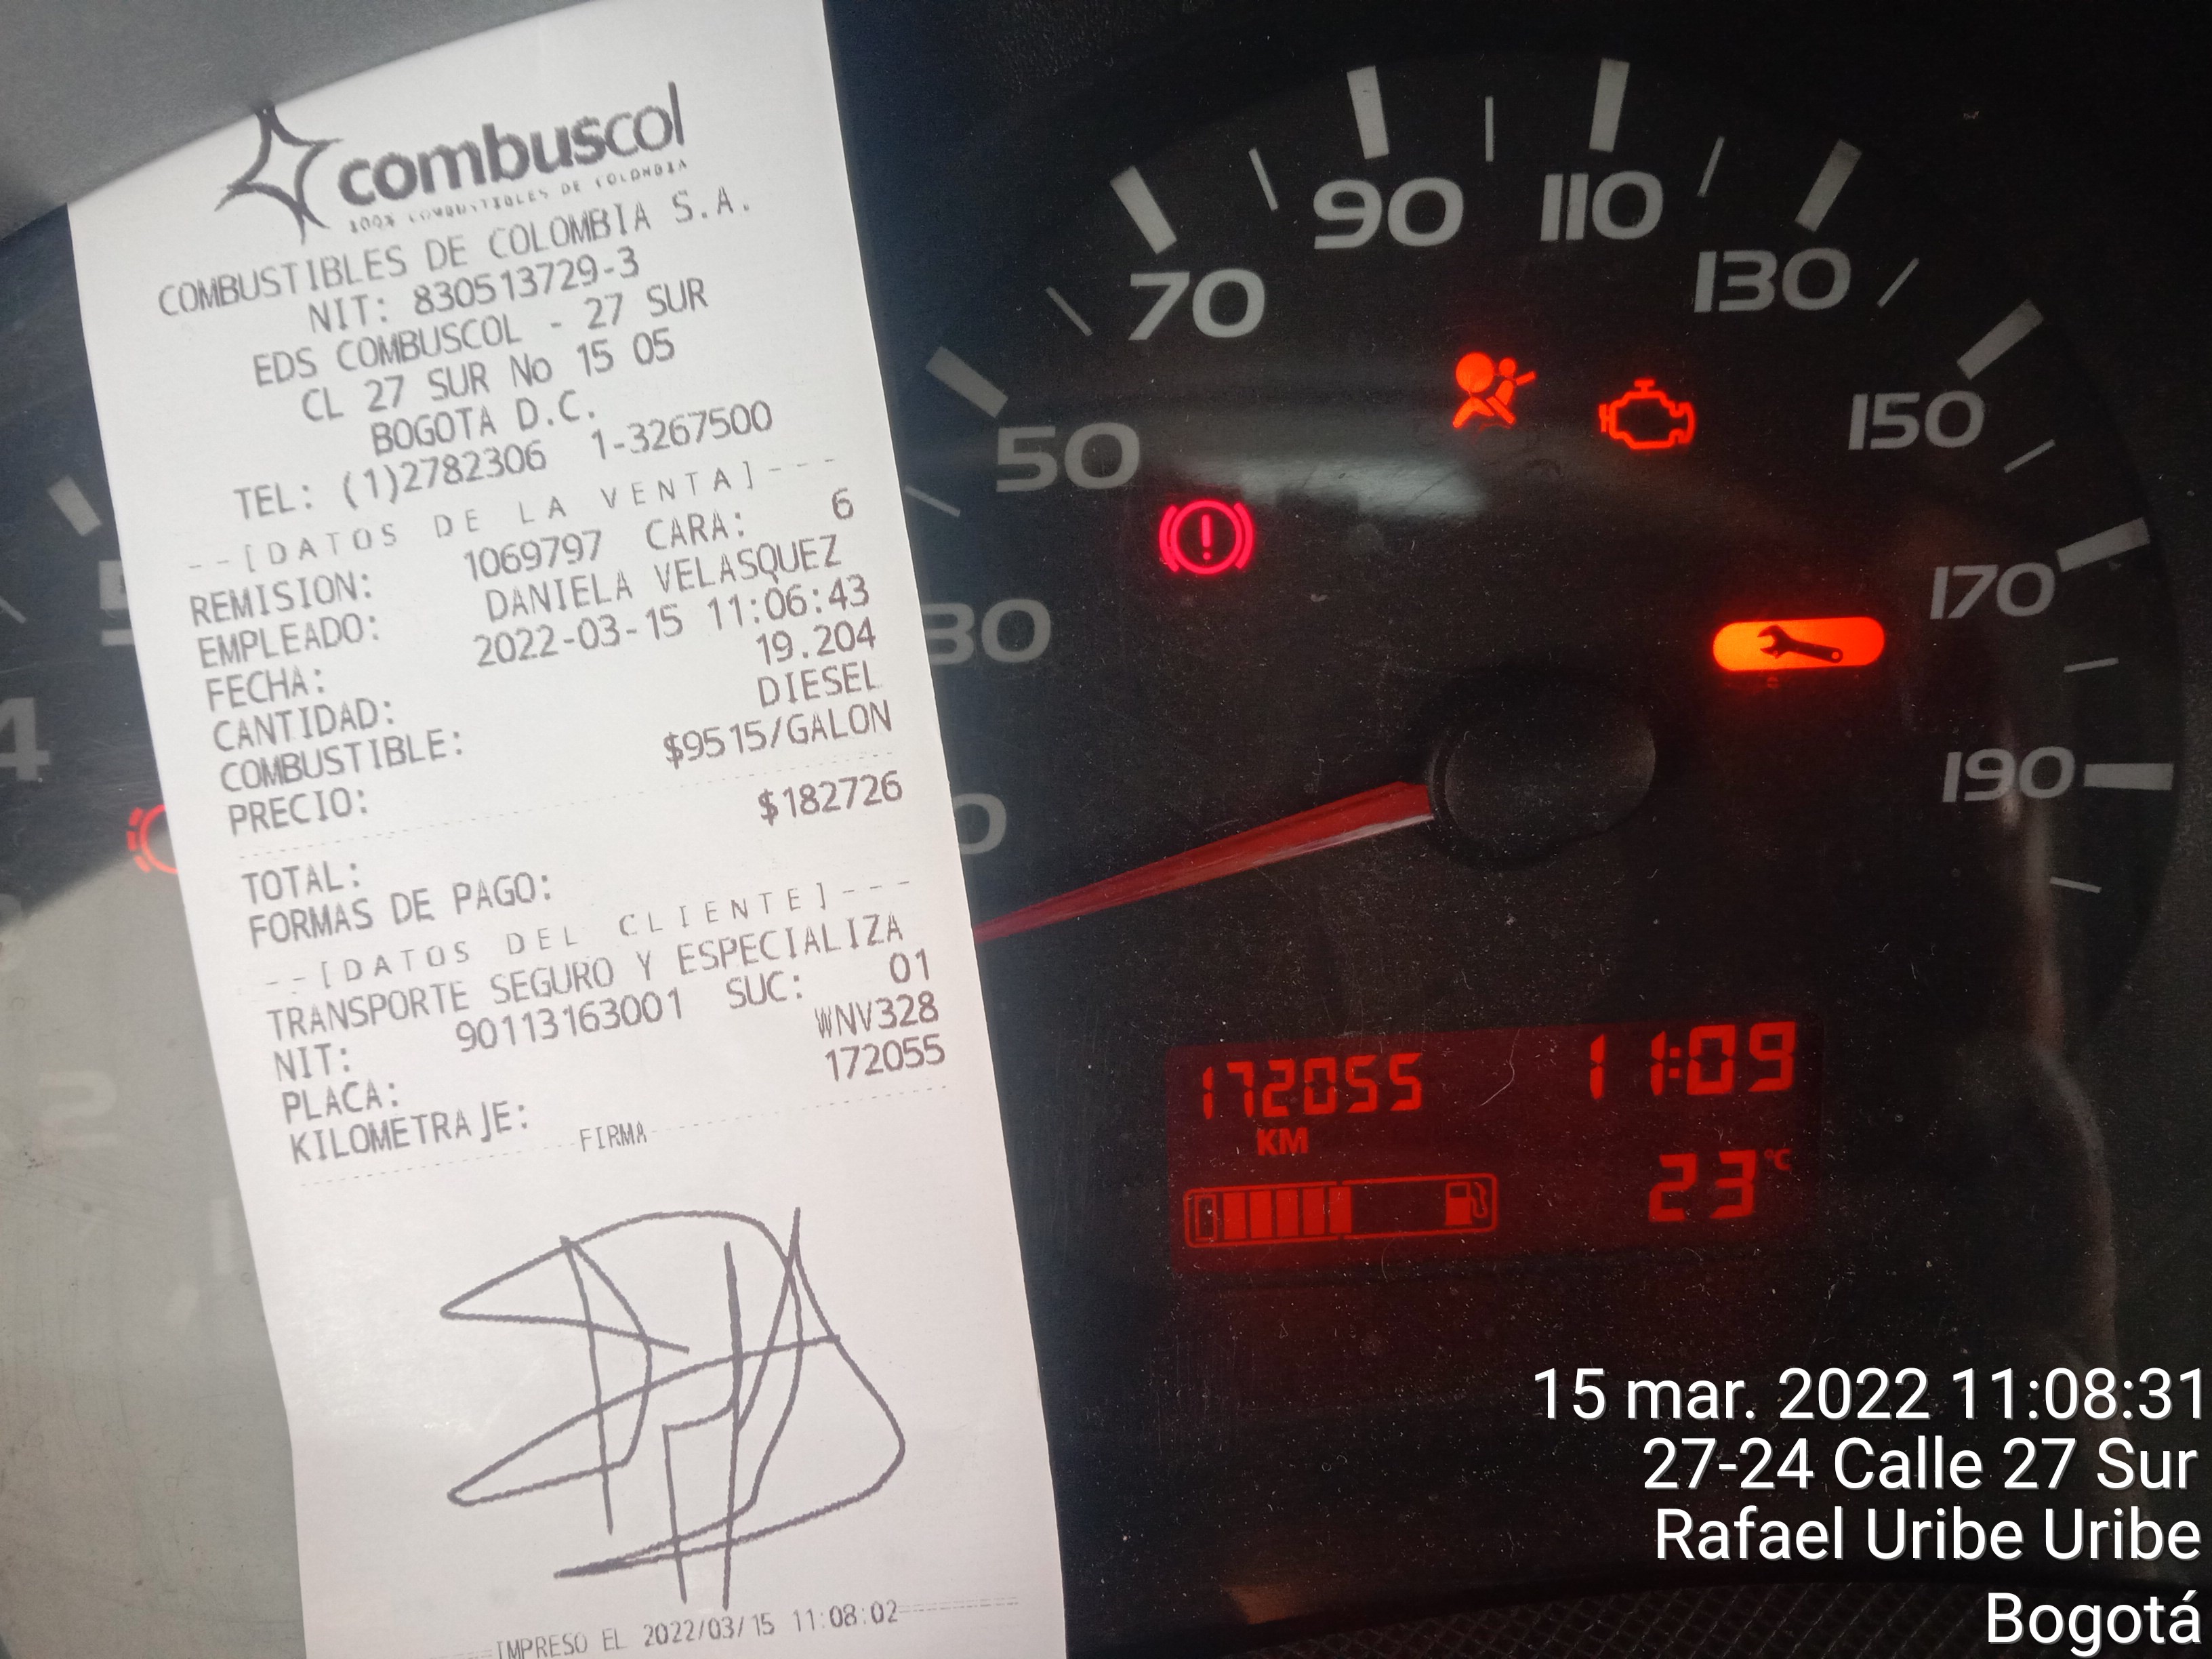 combuscol
100% COMBUSTIBLES DE COLOMBIA
COMBUSTIBLES DE COLOMBIA S.A.
NIT: 830513729-3
EDS COMBUSCOL - 27 SUR
CL 27 SUR No 15 05
BOGOTA D.C.
TEL: (1)2782306 1-3267500
--[DATOS DE LA VENTA]---
REMISION: 1069797 CARA: 6
EMPLEADO: DANIELA VELASQUEZ
FECHA: 2022-03-15 11:06:43
CANTIDAD: 19.204
COMBUSTIBLE: DIESEL
PRECIO: $9515/GALON
TOTAL: $182726
FORMAS DE PAGO:
--[DATOS DEL CLIENTE]---
TRANSPORTE SEGURO Y ESPECIALIZA
NIT: 90113163001 SUC: 01
PLACA: WNV328
KILOMETRAJE: 172055
FIRMA
IMPRESO EL 2022/03/15 11:08:02
5
4
2
1
30
50
70
90
110
130
150
170
190
172055 11:09
KM
23 °C
15 mar. 2022 11:08:31
27-24 Calle 27 Sur
Rafael Uribe Uribe
Bogotá